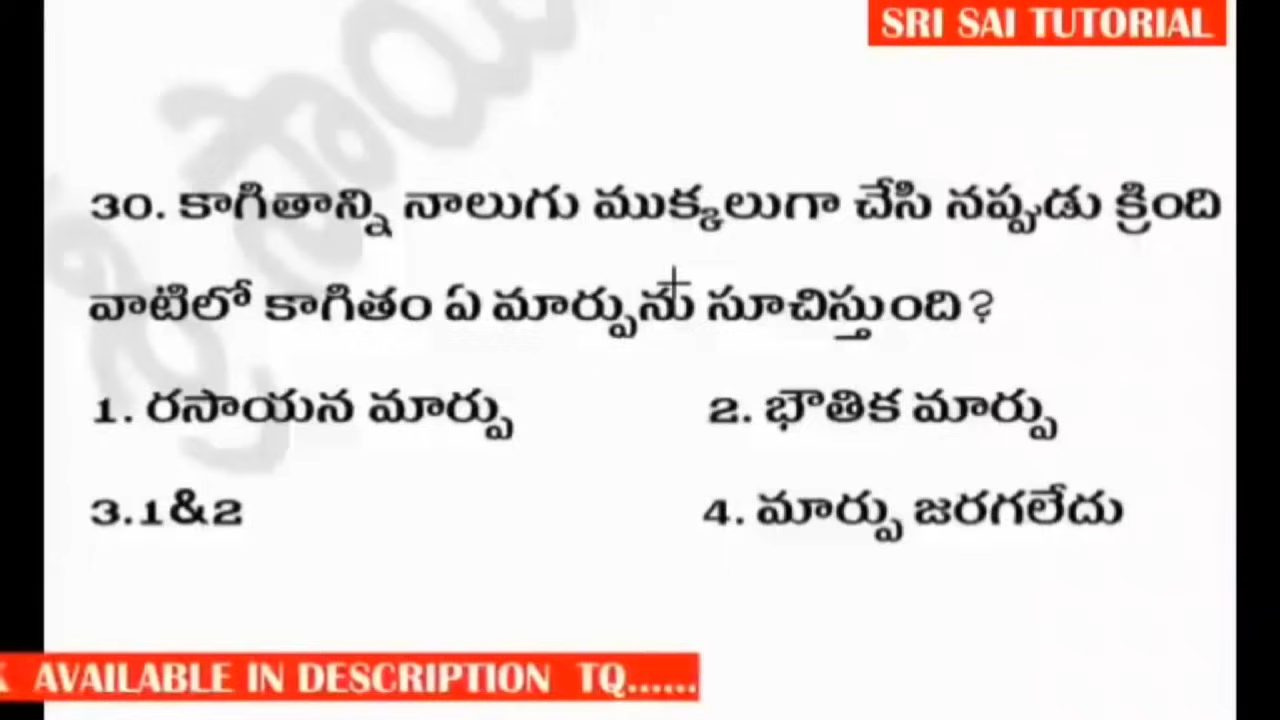 SRI SAI TUTORIAL
30. కాగితాన్ని నాలుగు ముక్కలుగా చేసి నప్పుడు క్రింది
వాటిలో కాగితం ఏ మార్పును సూచిస్తుంది?
1. రసాయన మార్పు 2. భౌతిక మార్పు
3.1&2 4. మార్పు జరగలేదు
AVAILABLE IN DESCRIPTION TQ......